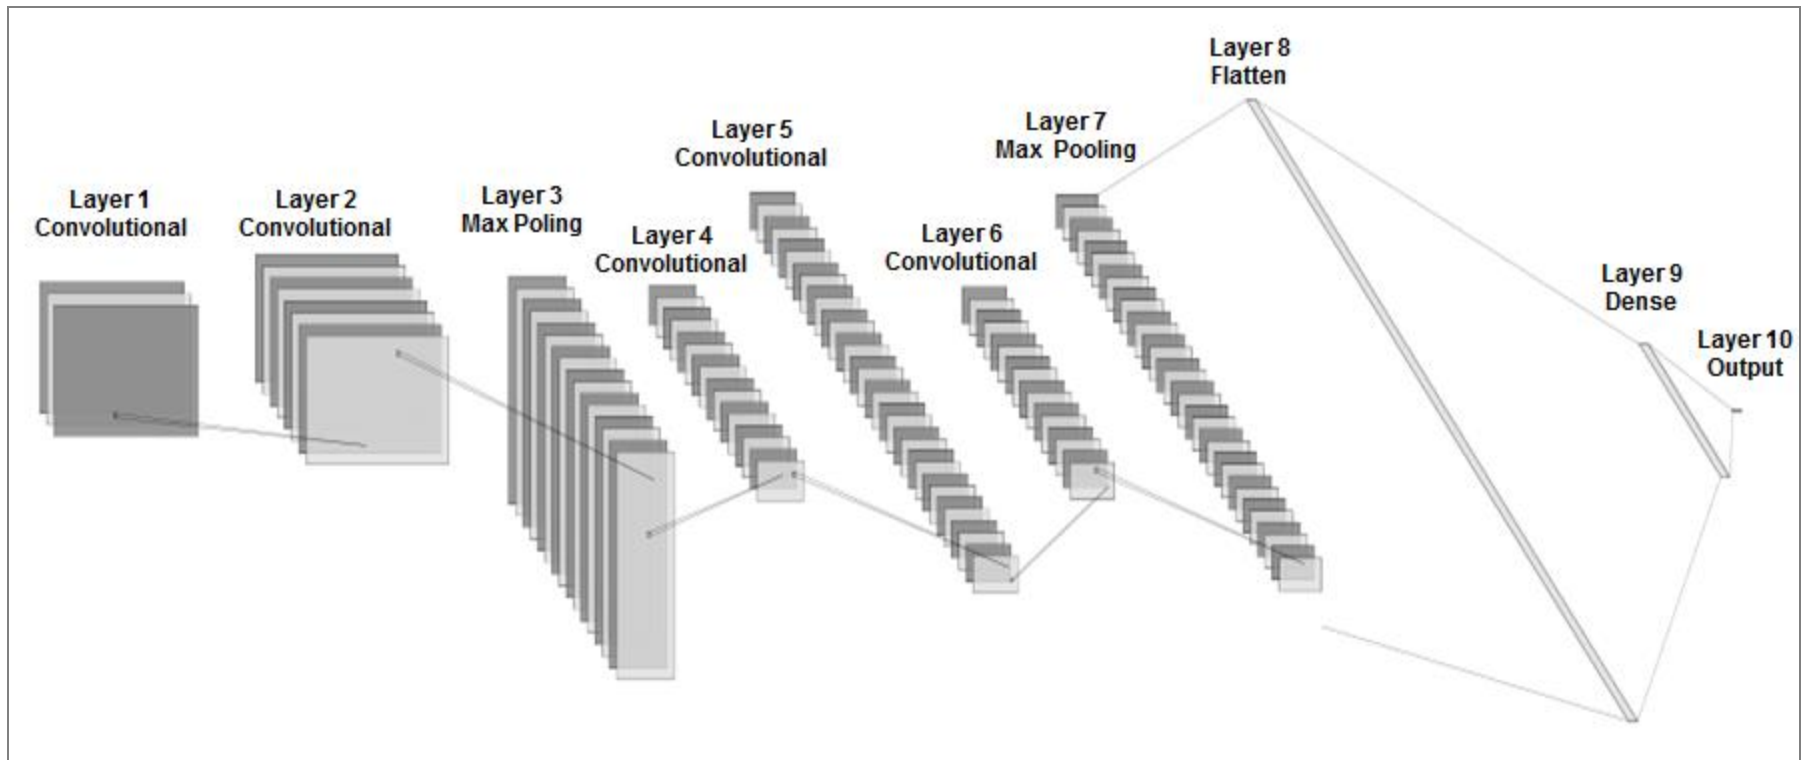 Layer 1
Convolutional
Layer 2
Convolutional
Layer 3
Max Poling
Layer 4
Convolutional
Layer 5
Convolutional
Layer 6
Convolutional
Layer 7
Max Pooling
Layer 8
Flatten
Layer 9
Dense
Layer 10
Output